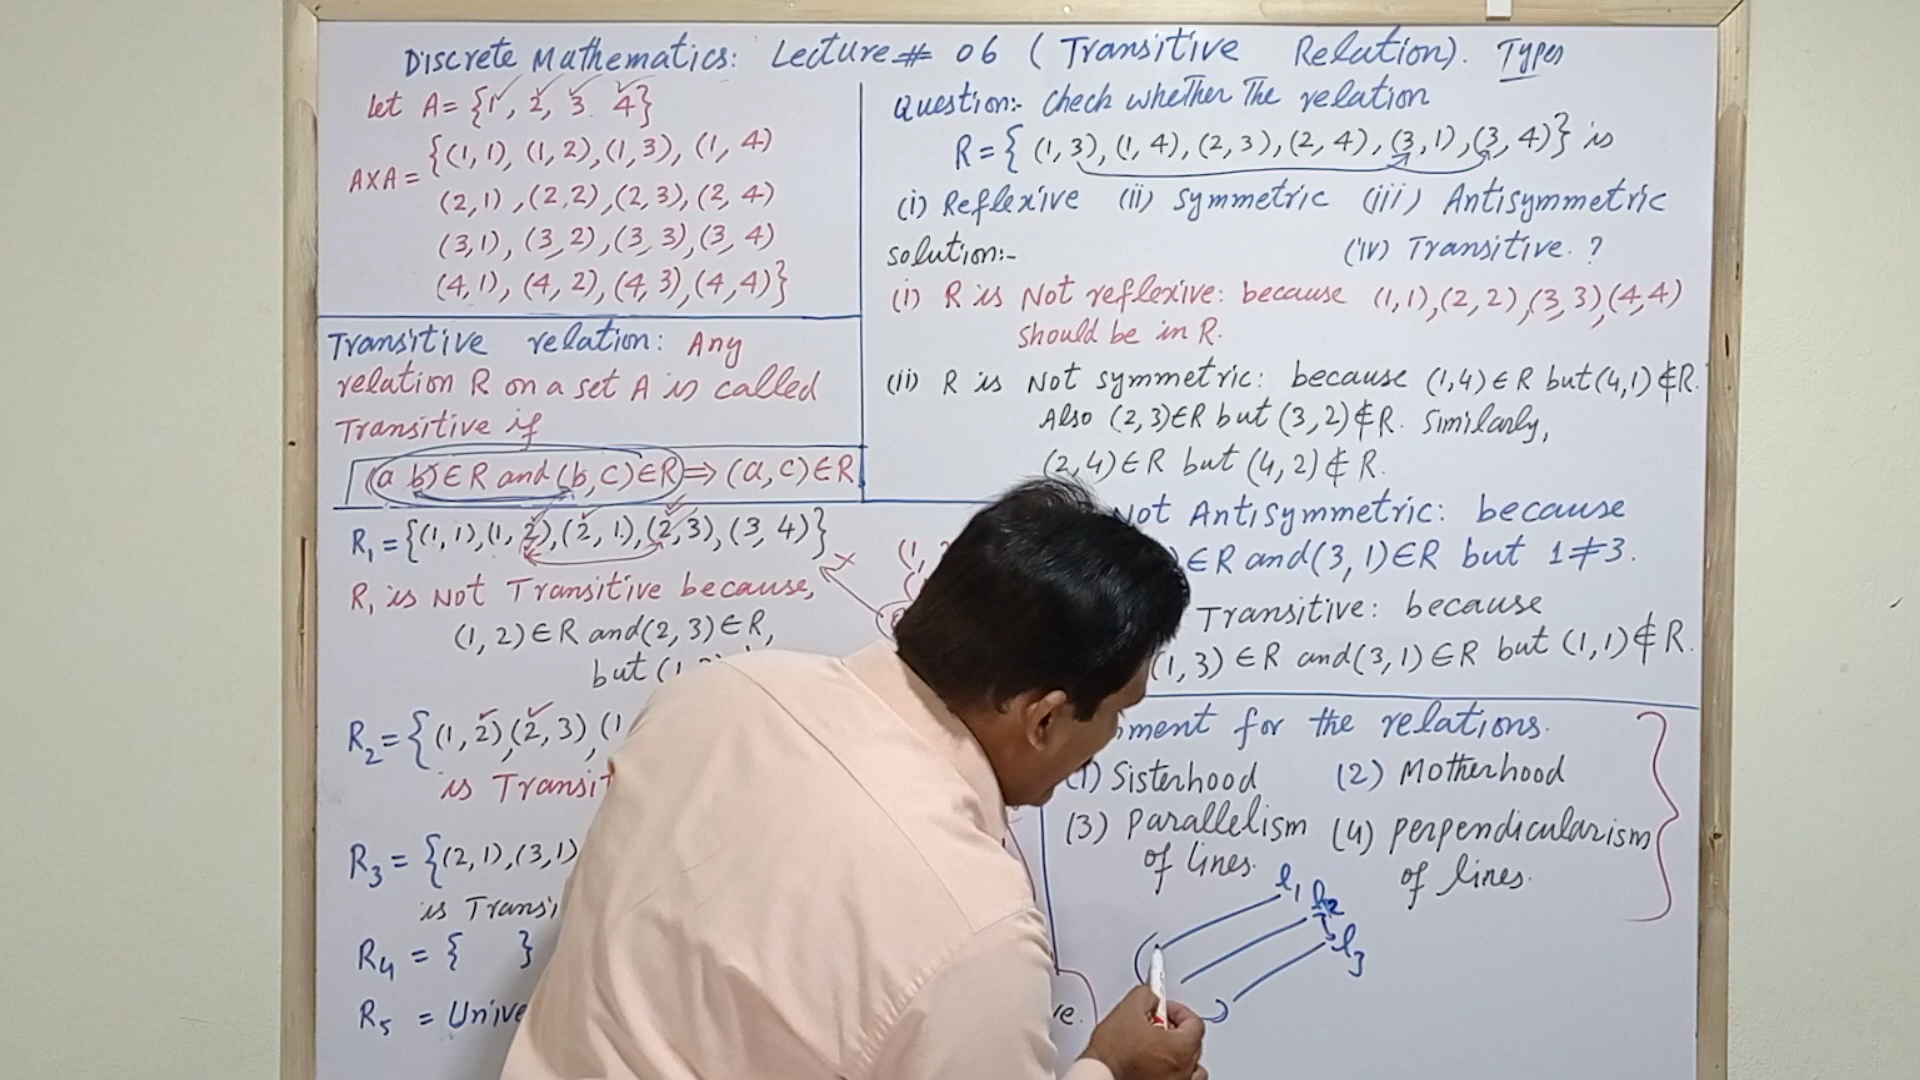 Discrete Mathematics: Lecture# 06 (Transitive Relation). Types
Let A= {1, 2, 3. 4}
AXA = {(1,1), (1,2),(1,3), (1,4)
(2,1) ,(2,2),(2,3),(2,4)
(3,1), (3,2),(3,3),(3,4)
(4,1), (4,2),(4,3),(4,4)}
Transitive relation: Any
relation R on a set A is called
Transitive if
(a b)∈R and (b,c)∈R ⇒ (a,c)∈R
R₁ = {(1,1),(1,2),(2,1),(2,3),(3,4)}
R₁ is Not Transitive because,
(1,2)∈R and(2,3)∈R,
but (1
R₂ = {(1,2),(2,3),(1
is Transit
R₃ = {(2,1),(3,1)
is Transi
R₄ = { }
R₅ = Unive
(1,
ve.
Question:- Check whether The relation
R = { (1,3),(1,4),(2,3),(2,4),(3,1),(3,4)} is
(i) Reflexive (ii) Symmetric (iii) Antisymmetric
solution:- (iv) Transitive. ?
(i) R is Not reflexive: because (1,1),(2,2),(3,3)(4,4)
should be in R.
(ii) R is Not symmetric: because (1,4)∈R but(4,1)∉R.
Also (2,3)∈R but (3,2)∉R. Similarly,
(2,4)∈R but (4,2)∉R.
Not Antisymmetric: because
)∈R and(3,1)∈R but 1≠3.
Transitive: because
(1,3)∈R and(3,1)∈R but (1,1)∉R.
nment for the relations.
(1) Sisterhood (2) Motherhood
(3) parallelism (4) perpendicularism
of lines. of lines.
l₁ l₂
l₃